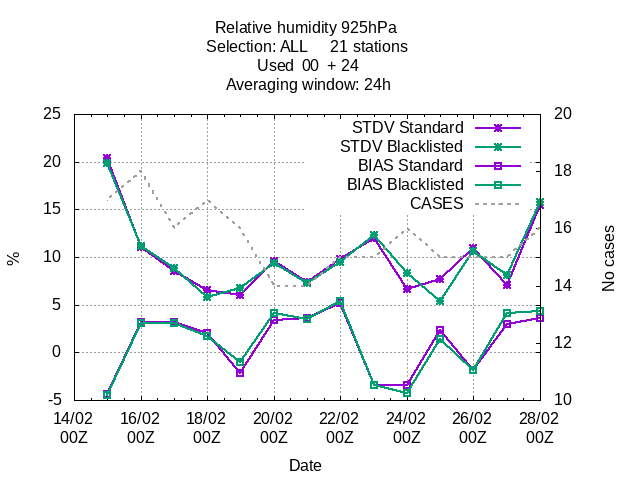 Relative humidity 925hPa
Selection: ALL 21 stations
Used 00 + 24
Averaging window: 24h
25
20
15
10
5
0
-5
%
STDV Standard
STDV Blacklisted
BIAS Standard
BIAS Blacklisted
CASES
20
18
16
14
12
10
No cases
14/02 16/02 18/02 20/02 22/02 24/02 26/02 28/02
00Z 00Z 00Z 00Z 00Z 00Z 00Z 00Z
Date